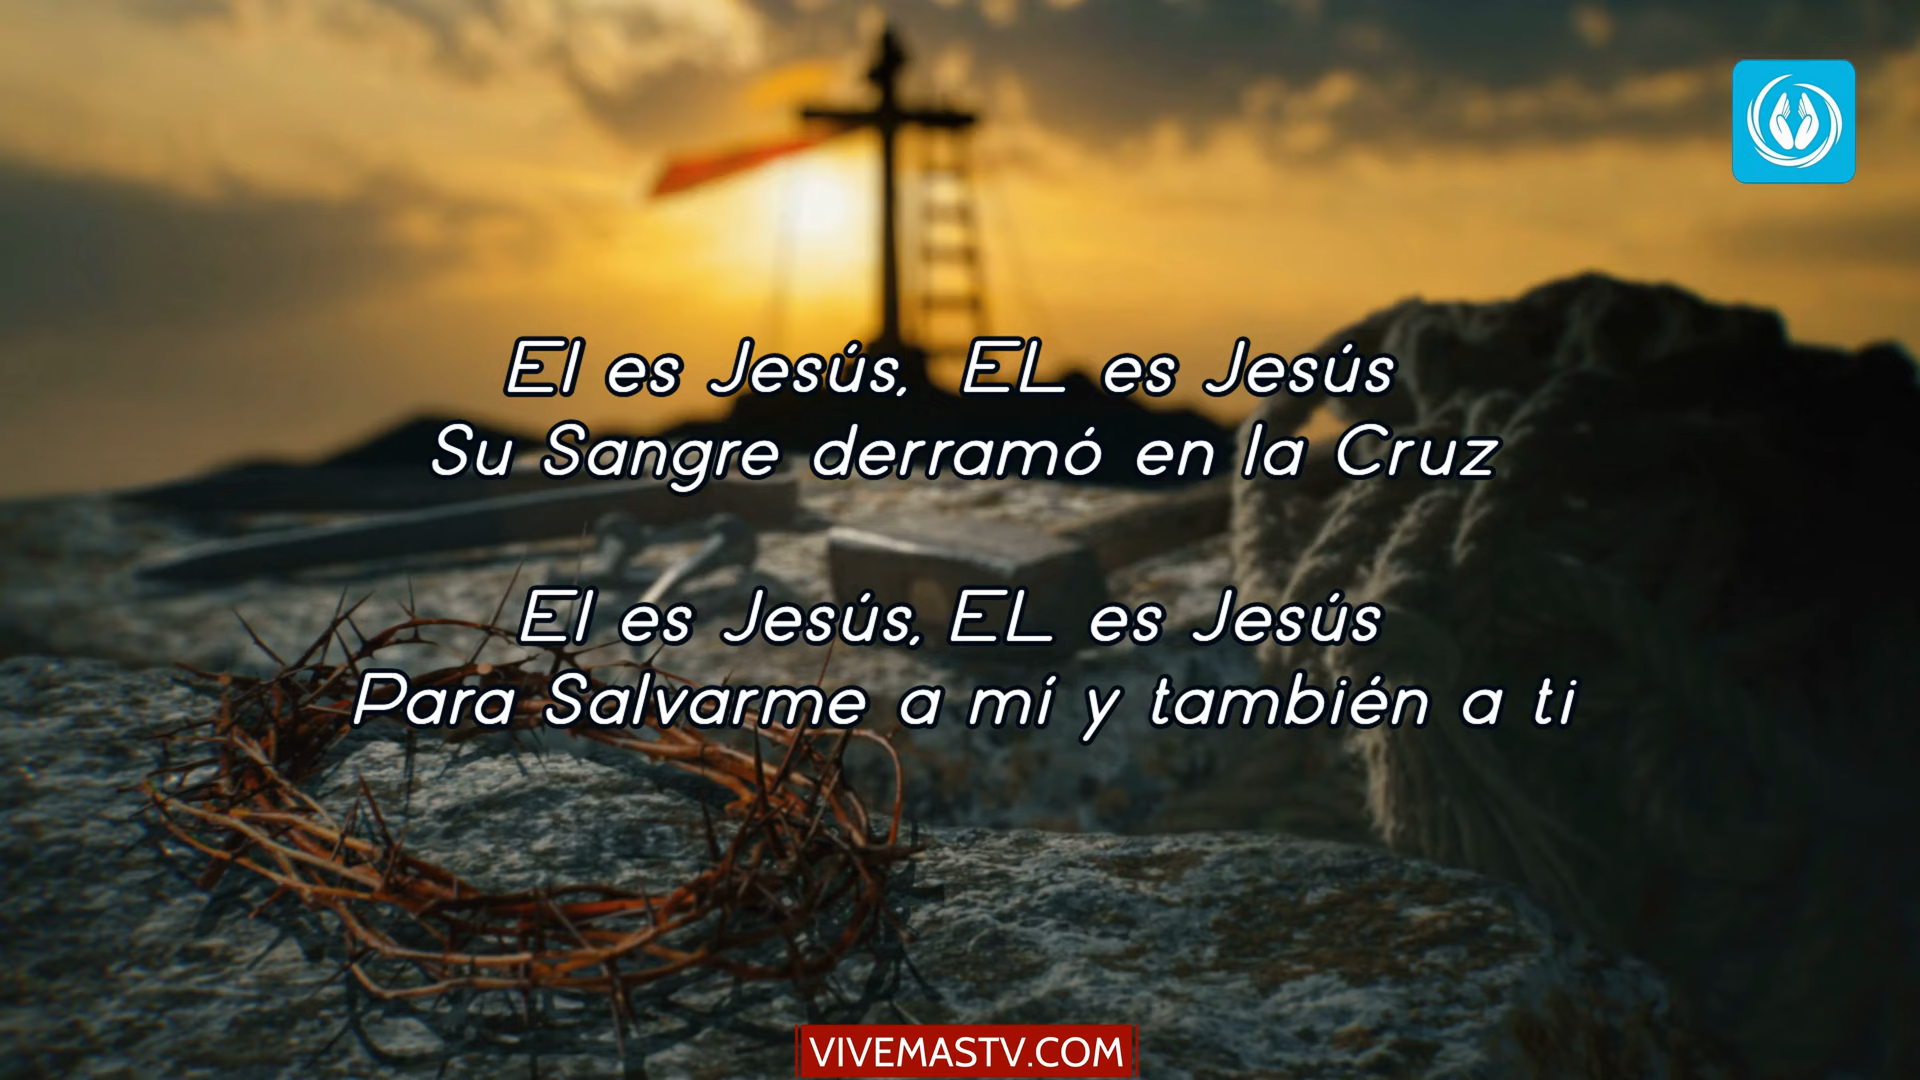 El es Jesús, EL es Jesús
Su Sangre derramó en la Cruz
El es Jesús, EL es Jesús
Para Salvarme a mí y también a ti
VIVEMASTV.COM